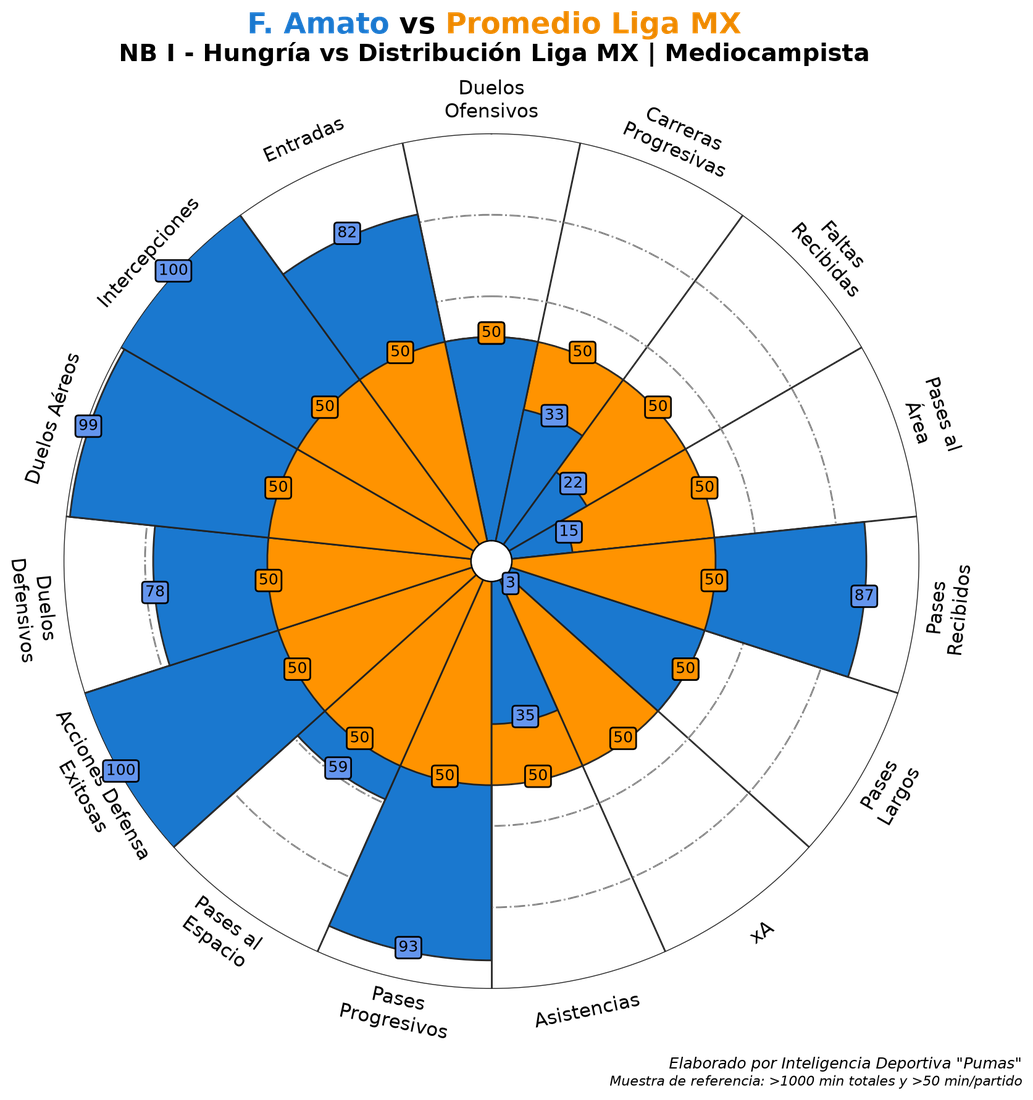 F. Amato vs Promedio Liga MX
NB I - Hungría vs Distribución Liga MX | Mediocampista
Duelos
Ofensivos
Carreras
Progresivas
Faltas
Recibidas
Pases al
Área
Pases
Recibidos
Pases
Largos
xA
Asistencias
Pases
Progresivos
Pases al
Espacio
Acciones Defensa
Exitosas
Duelos
Defensivos
Duelos Aéreos
Intercepciones
Entradas
50
50
33
50
22
50
15
50
87
50
50
3
50
35
50
93
50
59
50
100
50
78
50
99
50
100
50
82
Elaborado por Inteligencia Deportiva "Pumas"
Muestra de referencia: >1000 min totales y >50 min/partido